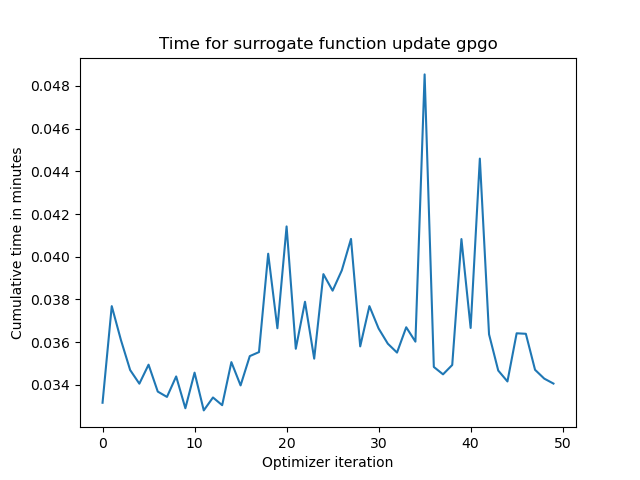 Time for surrogate function update gpgo
Cumulative time in minutes
0.048
0.046
0.044
0.042
0.040
0.038
0.036
0.034
0 10 20 30 40 50
Optimizer iteration